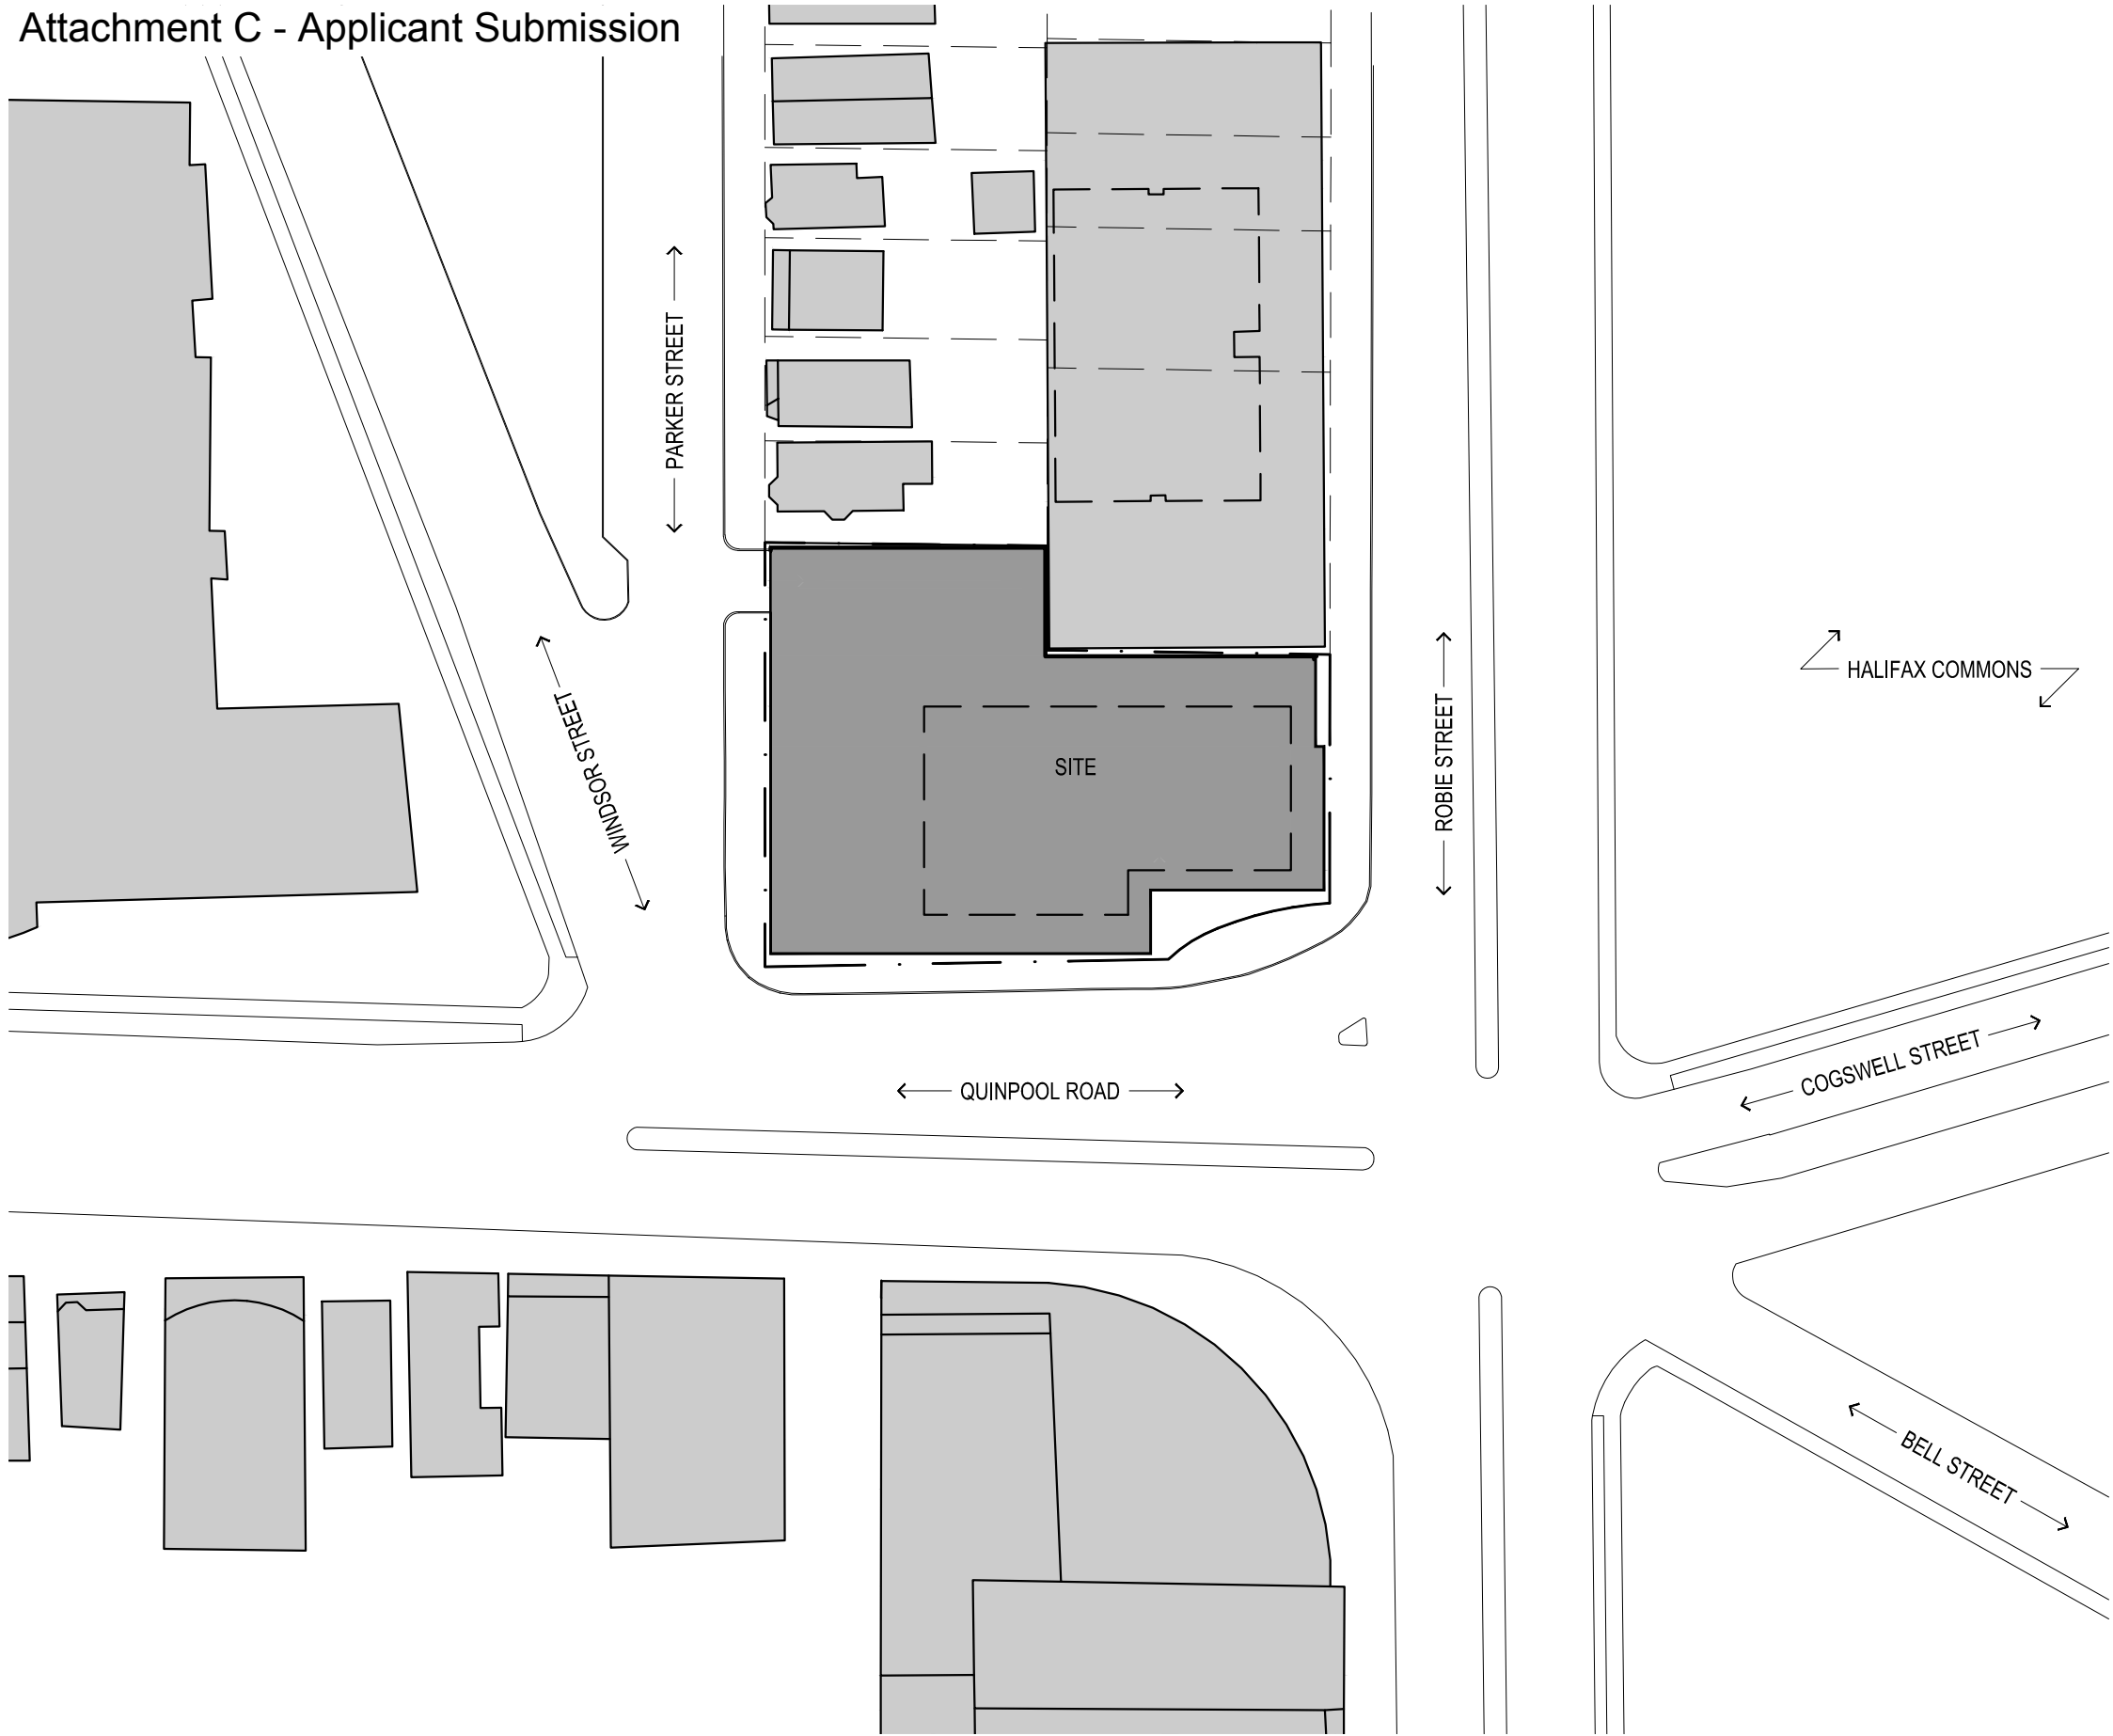 Attachment C - Applicant Submission
PARKER STREET
WINDSOR STREET
SITE
ROBIE STREET
HALIFAX COMMONS
QUINPOOL ROAD
COGSWELL STREET
BELL STREET